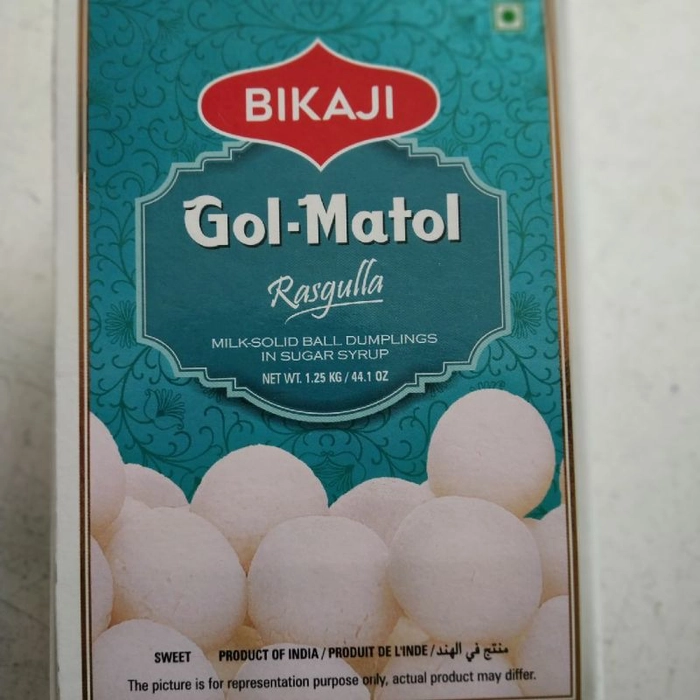 BIKAJI
Gol-Matol
Rasgulla
MILK-SOLID BALL DUMPLINGS
IN SUGAR SYRUP
NET WT. 1.25 KG / 44.1 OZ
SWEET PRODUCT OF INDIA / PRODUIT DE L'INDE / منتج في الهند
The picture is for representation purpose only, actual product may differ.